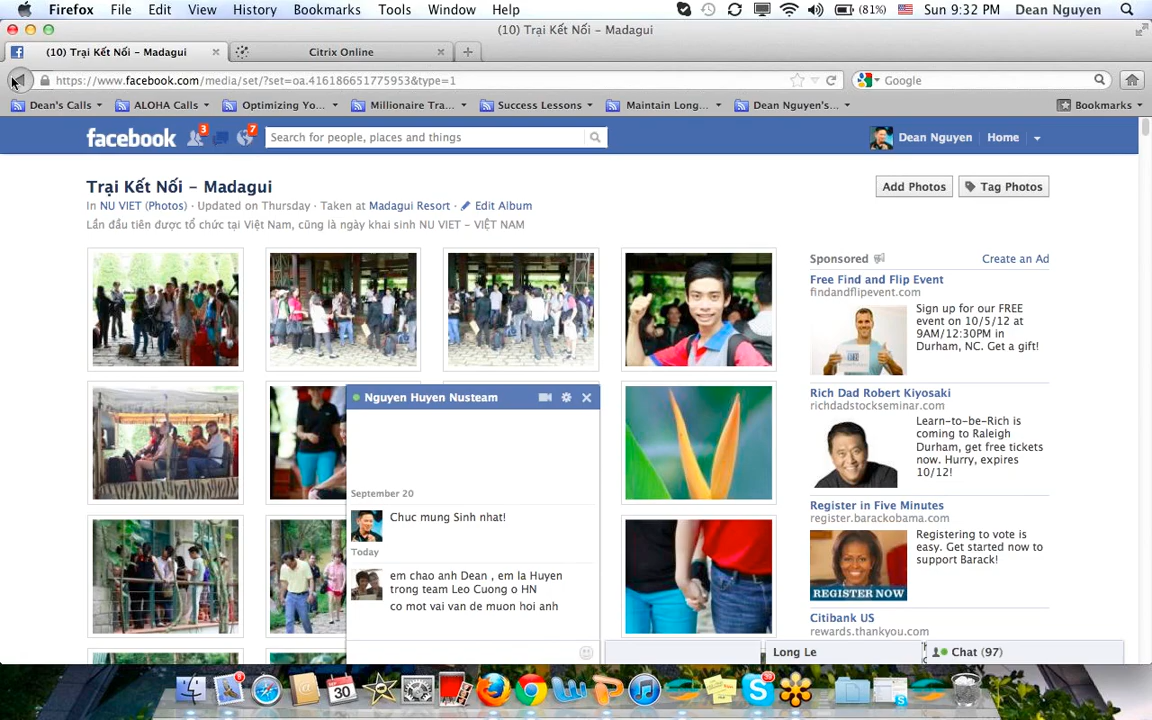 Firefox File Edit View History Bookmarks Tools Window Help (81%) Sun 9:32 PM Dean Nguyen
(10) Trại Kết Nối – Madagui
(10) Trại Kết Nối – Madagui Citrix Online
https://www.facebook.com/media/set/?set=oa.416186651775953&type=1 Google
Dean's Calls ALOHA Calls Optimizing Yo... Millionaire Tra... Success Lessons Maintain Long... Dean Nguyen's... Bookmarks
facebook 3 7 Search for people, places and things Dean Nguyen Home
Trại Kết Nối – Madagui Add Photos Tag Photos
In NU VIET (Photos) · Updated on Thursday · Taken at Madagui Resort · Edit Album
Lần đầu tiên được tổ chức tại Việt Nam, cũng là ngày khai sinh NU VIET – VIỆT NAM
Sponsored Create an Ad
Free Find and Flip Event
findandflipevent.com
Sign up for our FREE
event on 10/5/12 at
9AM/12:30PM in
Durham, NC. Get a gift!
Rich Dad Robert Kiyosaki
richdadstockseminar.com
Learn-to-be-Rich is
coming to Raleigh
Durham, get free tickets
now. Hurry, expires
10/12!
Register in Five Minutes
register.barackobama.com
Registering to vote is
easy. Get started now to
support Barack!
REGISTER NOW
Citibank US
rewards.thankyou.com
Nguyen Huyen Nusteam
September 20
Chuc mung Sinh nhat!
Today
em chao anh Dean , em la Huyen
trong team Leo Cuong o HN
co mot vai van de muon hoi anh
Long Le Chat (97)
30